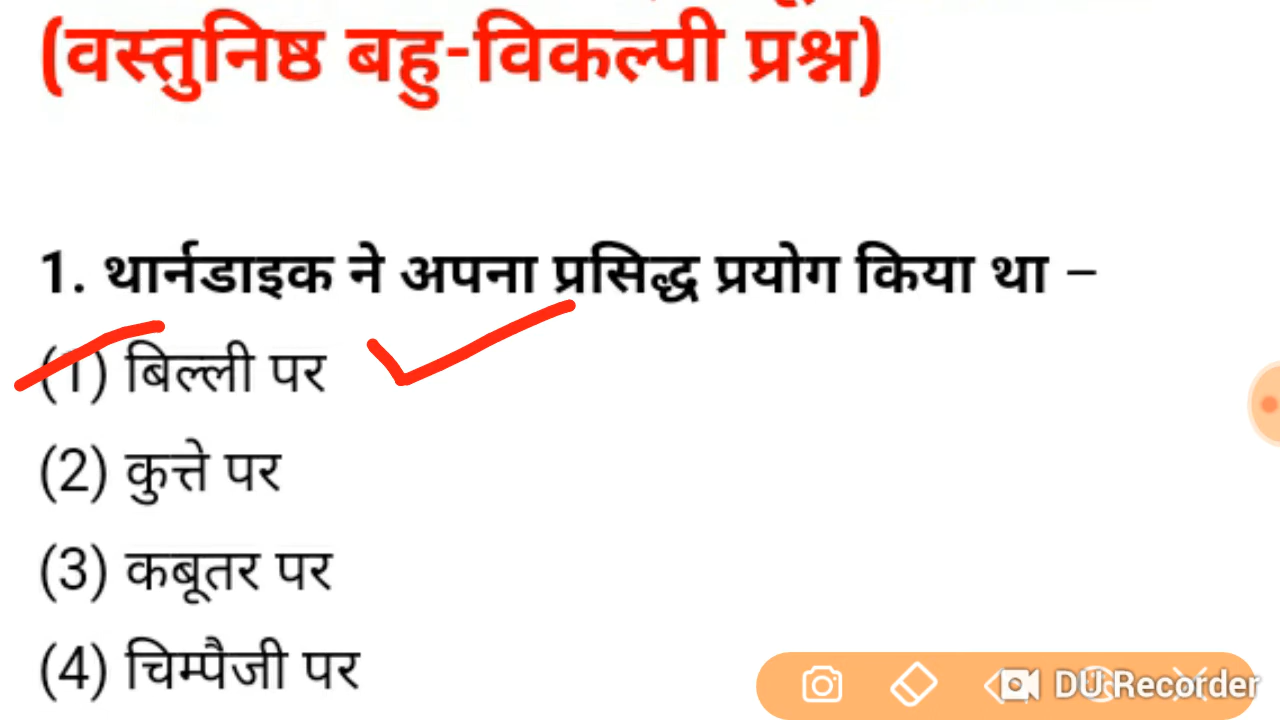 (वस्तुनिष्ठ बहु-विकल्पी प्रश्न)
1. थार्नडाइक ने अपना प्रसिद्ध प्रयोग किया था –
(1) बिल्ली पर
(2) कुत्ते पर
(3) कबूतर पर
(4) चिम्पैजी पर
DU Recorder